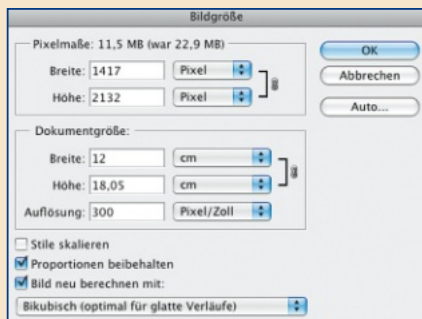 Bildgröße
Pixelmaße: 11,5 MB (war 22,9 MB)
OK
Breite: 1417 Pixel
Abbrechen
Höhe: 2132 Pixel
Auto...
Dokumentgröße:
Breite: 12 cm
Höhe: 18,05 cm
Auflösung: 300 Pixel/Zoll
Stile skalieren
Proportionen beibehalten
Bild neu berechnen mit:
Bikubisch (optimal für glatte Verläufe)